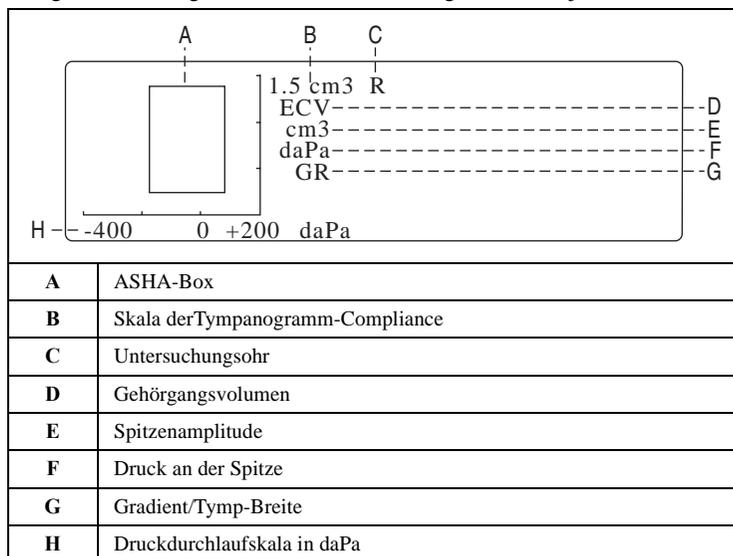 A B C
1.5 cm3 R
ECV D
cm3 E
daPa F
GR G
H -400 0 +200 daPa
A ASHA-Box
B Skala derTympanogramm-Compliance
C Untersuchungsohr
D Gehörgangsvolumen
E Spitzenamplitude
F Druck an der Spitze
G Gradient/Tymp-Breite
H Druckdurchlaufskala in daPa